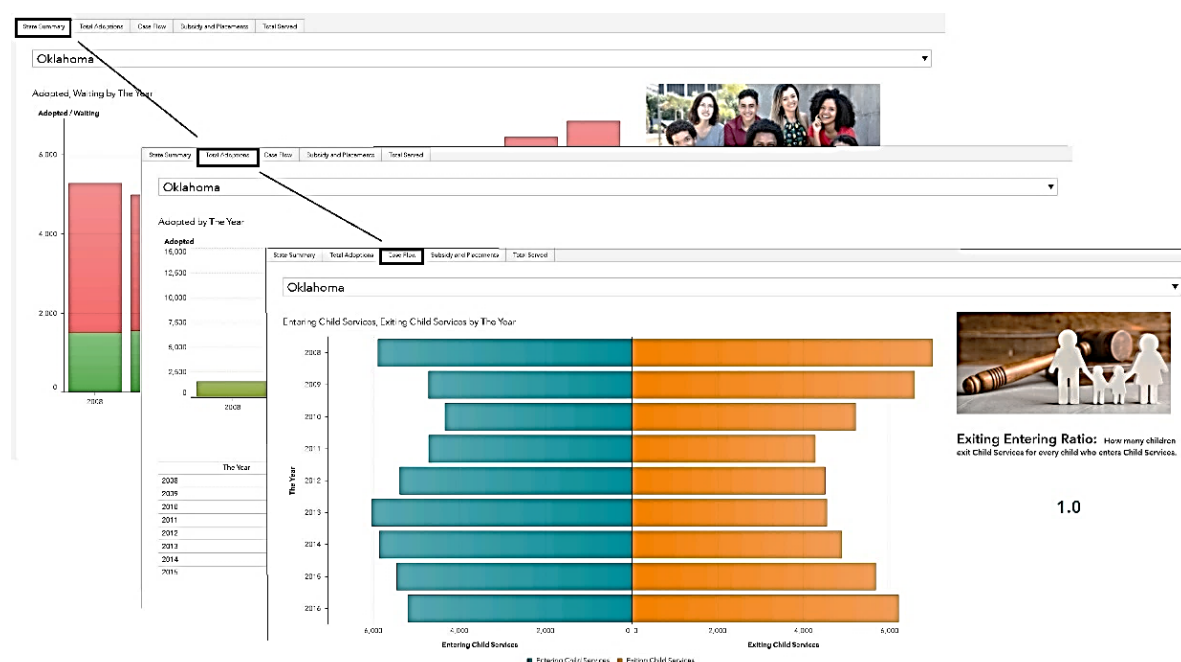 State Summary Total Adoptions Case Flow Subsidy and Placements Total Served
Oklahoma
Adopted, Waiting by The Year
Adopted / Waiting
6,000
4,000
2,000
0
2008
State Summary Total Adoptions Case Flow Subsidy and Placements Total Served
Oklahoma
Adopted by The Year
Adopted
15,000
12,500
10,000
7,500
5,000
2,500
0
2008
The Year
2008
2009
2010
2011
2012
2013
2014
2015
State Summary Total Adoptions Case Flow Subsidy and Placements Total Served
Oklahoma
Entering Child Services, Exiting Child Services by The Year
The Year
2008
2009
2010
2011
2012
2013
2014
2015
2016
6,000 4,000 2,000 0 0 2,000 4,000 6,000
Entering Child Services Exiting Child Services
Entering Child Services Exiting Child Services
Exiting Entering Ratio: How many children
exit Child Services for every child who enters Child Services.
1.0